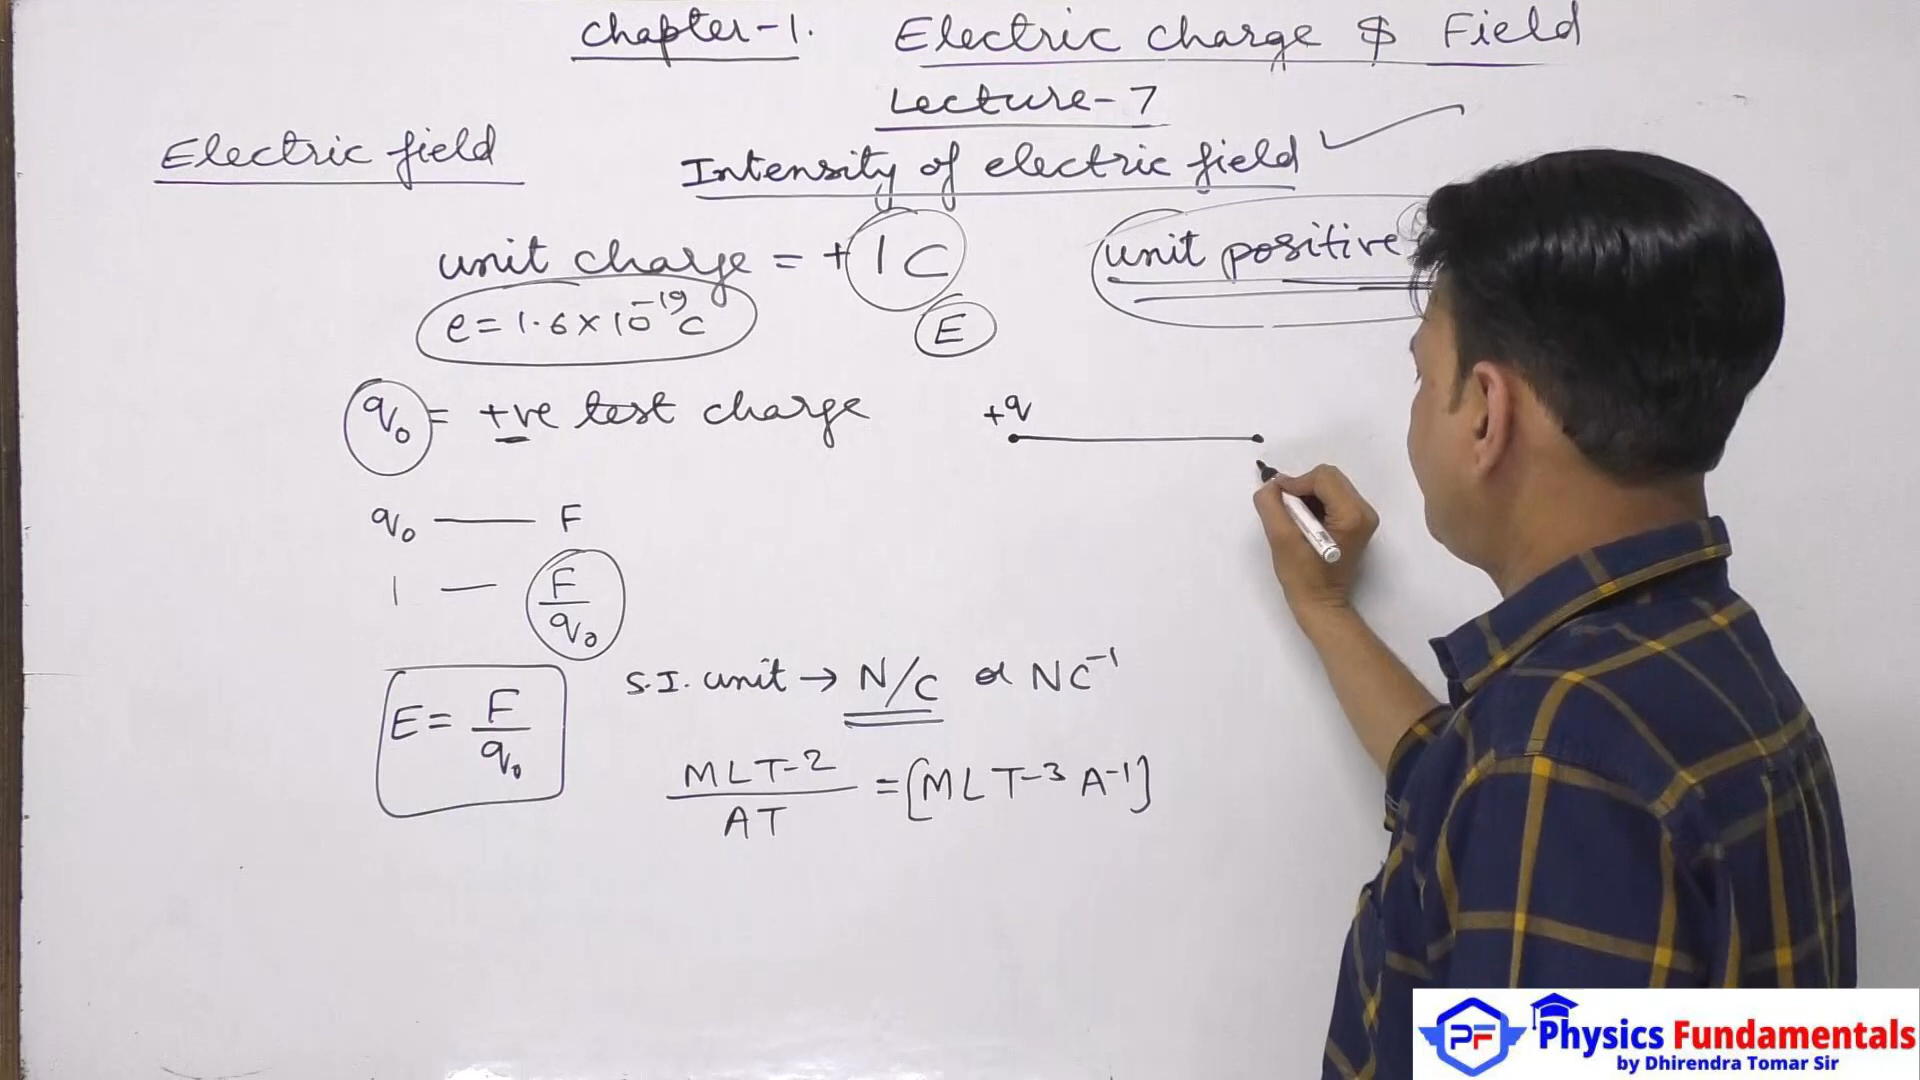 Chapter-1. Electric charge & Field
Lecture-7
Electric field
Intensity of electric field ✓
unit charge = +1C
unit positive
e = 1.6×10⁻¹⁹C
E
q₀ = +ve test charge
+q
q₀ — F
1 — F/q₀
E = F/q₀
S.I. unit → N/C or NC⁻¹
MLT-2/AT = [MLT-3 A-1]
PF Physics Fundamentals
by Dhirendra Tomar Sir